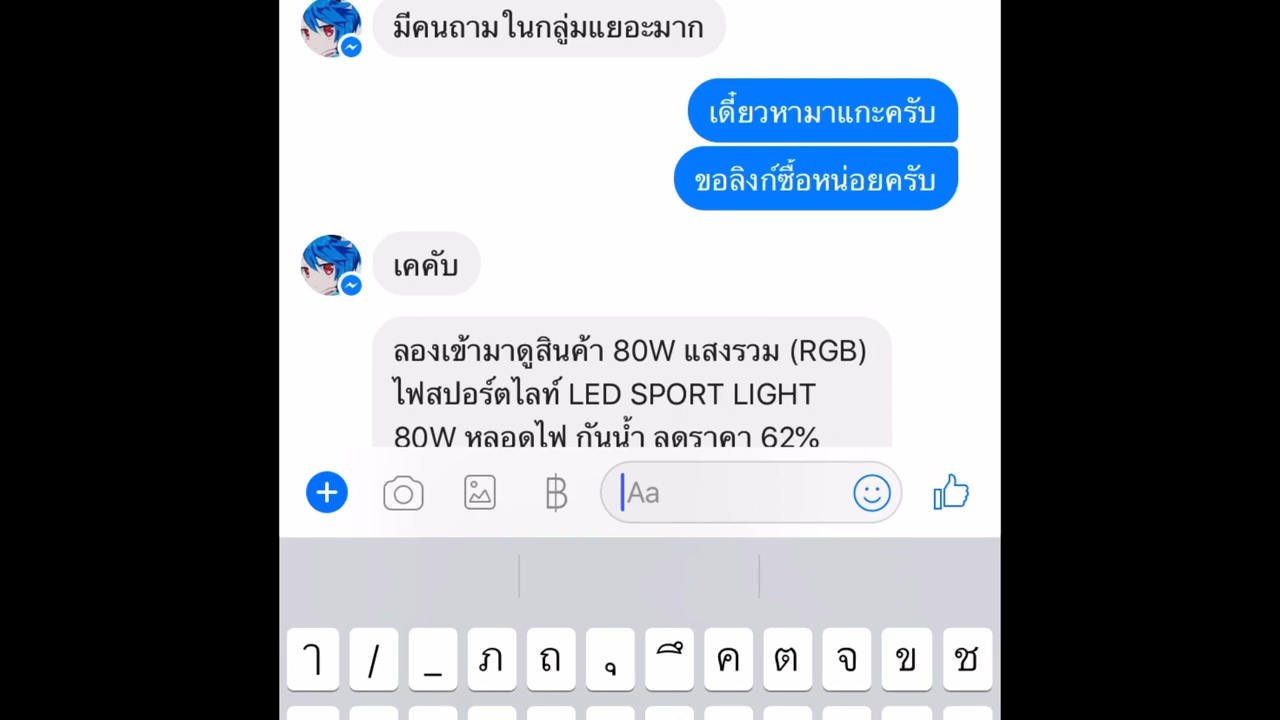 มีคนถามในกลู่มแยอะมาก
เดี๋ยวหามาแกะครับ
ขอลิงก์ซื้อหน่อยครับ
เคคับ
ลองเข้ามาดูสินค้า 80W แสงรวม (RGB)
ไฟสปอร์ตไลท์ LED SPORT LIGHT
80W หลอดไฟ กันน้ำ ลดราคา 62%
Aa
ๅ / _ ภ ถ ุ ึ ค ต จ ข ช